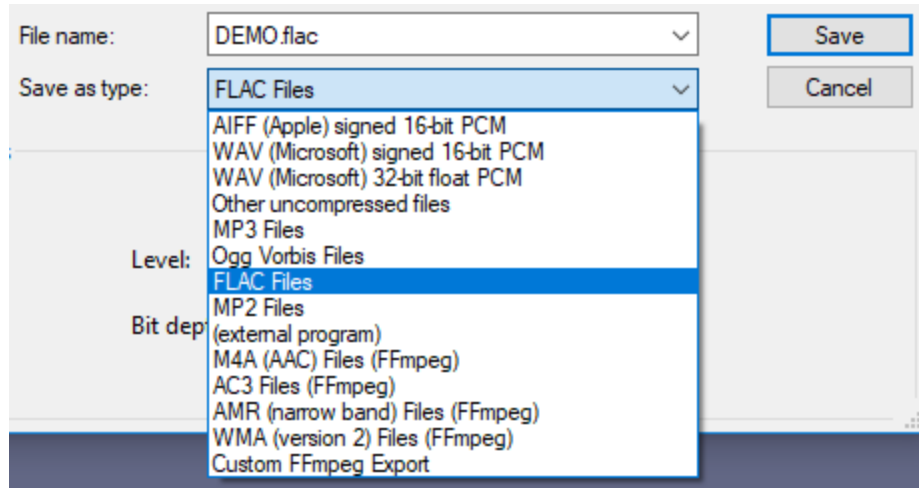 File name:
DEMO.flac
Save
Save as type:
FLAC Files
Cancel
AIFF (Apple) signed 16-bit PCM
WAV (Microsoft) signed 16-bit PCM
WAV (Microsoft) 32-bit float PCM
Other uncompressed files
MP3 Files
Level:
Ogg Vorbis Files
FLAC Files
MP2 Files
Bit dep
(external program)
M4A (AAC) Files (FFmpeg)
AC3 Files (FFmpeg)
AMR (narrow band) Files (FFmpeg)
WMA (version 2) Files (FFmpeg)
Custom FFmpeg Export